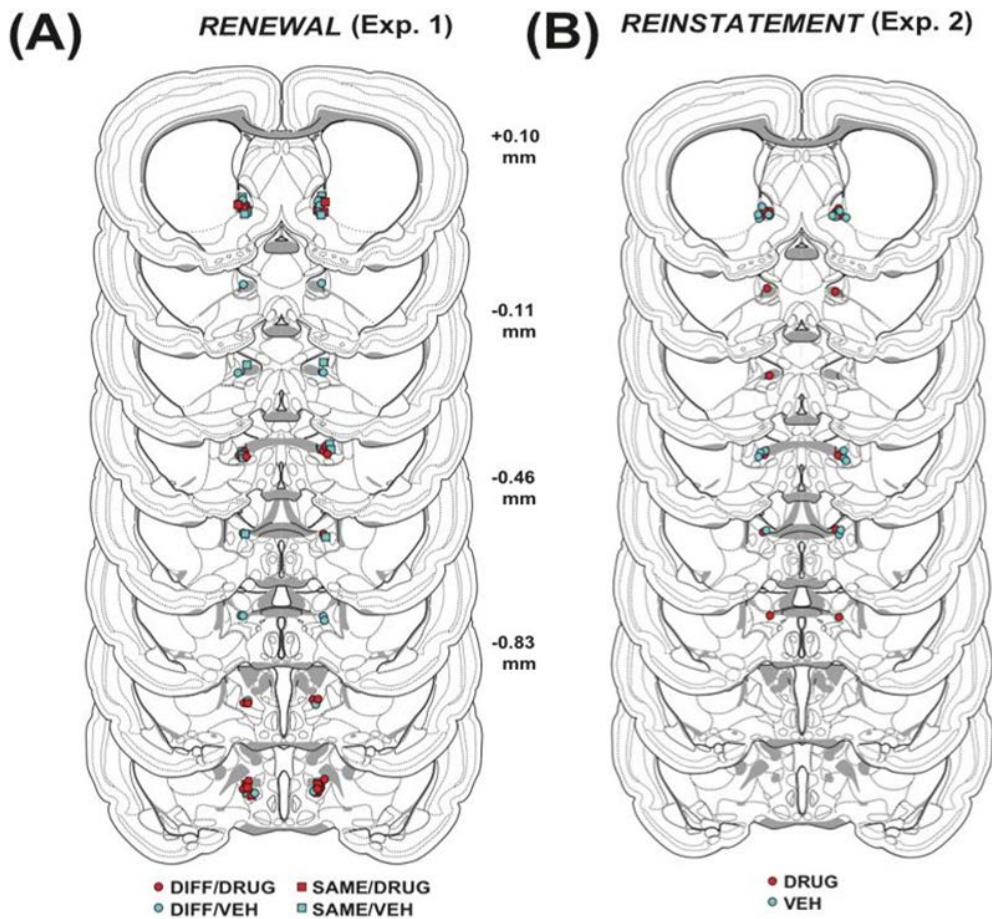 (A) RENEWAL (Exp. 1)
(B) REINSTATEMENT (Exp. 2)
+0.10
mm
-0.11
mm
-0.46
mm
-0.83
mm
DIFF/DRUG SAME/DRUG
DIFF/VEH SAME/VEH
DRUG
VEH